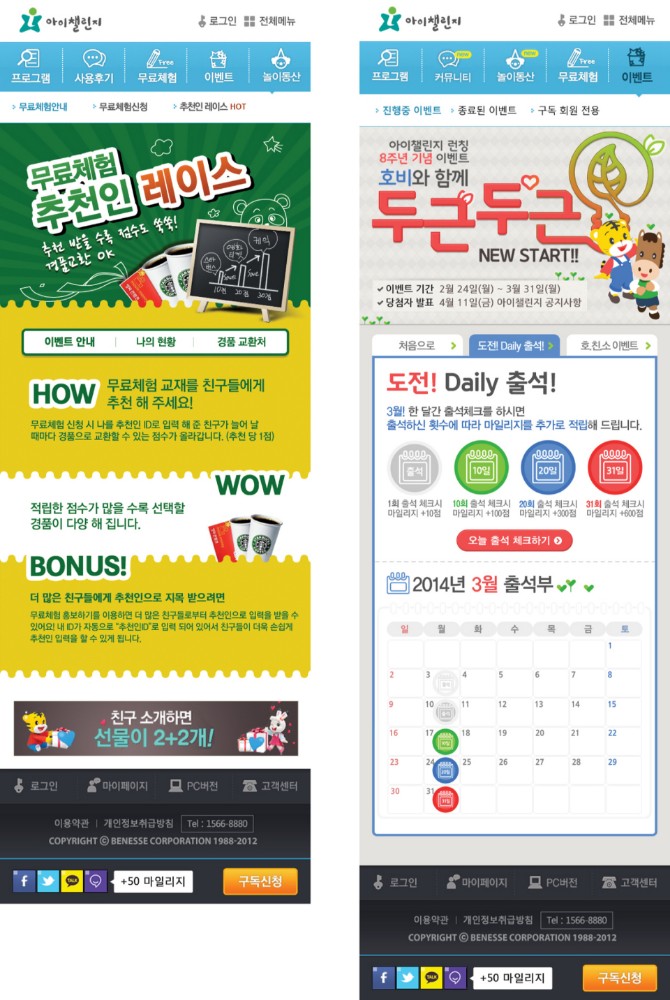 아이챌린지
로그인 전체메뉴
프로그램 사용후기 무료체험 이벤트 놀이동산
Free
무료체험안내 무료체험신청 추천인 레이스 HOT
무료체험
추천인 레이스
추천 받을 수록 점수도 쑥쑥!
경품교환 OK
10점 20점 30점
이벤트 안내 나의 현황 경품 교환처
HOW 무료체험 교재를 친구들에게
추천 해 주세요!
무료체험 신청 시 나를 추천인 ID로 입력 해 준 친구가 늘어 날
때마다 경품으로 교환할 수 있는 점수가 올라갑니다. (추천 당 1점)
WOW
적립한 점수가 많을 수록 선택할
경품이 다양 해 집니다.
BONUS!
더 많은 친구들에게 추천인으로 지목 받으려면
무료체험 홍보하기를 이용하면 더 많은 친구들로부터 추천인으로 입력을 받을 수
있어요! 내 ID가 자동으로 "추천인ID"로 입력 되어 있어서 친구들이 더욱 손쉽게
추천인 입력을 할 수 있게 됩니다.
친구 소개하면
선물이 2+2개!
로그인 마이페이지 PC버전 고객센터
이용약관 | 개인정보취급방침 Tel : 1566-8880
COPYRIGHT ⓒ BENESSE CORPORATION 1988-2012
f TALK +50 마일리지 구독신청
아이챌린지
로그인 전체메뉴
new new Free
프로그램 커뮤니티 놀이동산 무료체험 이벤트
진행중 이벤트 종료된 이벤트 구독 회원 전용
아이챌린지 런칭
8주년 기념 이벤트
호비와 함께
두근두근
NEW START!!
이벤트 기간 2월 24일(월) ~ 3월 31일(월)
당첨자 발표 4월 11일(금) 아이챌린지 공지사항
처음으로 도전! Daily 출석! 호.친.소 이벤트
도전! Daily 출석!
3월! 한 달간 출석체크를 하시면
출석하신 횟수에 따라 마일리지를 추가로 적립해 드립니다.
출석 10일 20일 31일
1회 출석 체크시 10회 출석 체크시 20회 출석 체크시 31회 출석 체크시
마일리지 +10점 마일리지 +100점 마일리지 +300점 마일리지 +600점
오늘 출석 체크하기
2014년 3월 출석부
일 월 화 수 목 금 토
1
2 3 4 5 6 7 8
9 10 11 12 13 14 15
16 17 18 19 20 21 22
23 24 25 26 27 28 29
30 31
로그인 마이페이지 PC버전 고객센터
이용약관 | 개인정보취급방침 Tel : 1566-8880
COPYRIGHT ⓒ BENESSE CORPORATION 1988-2012
f TALK +50 마일리지 구독신청